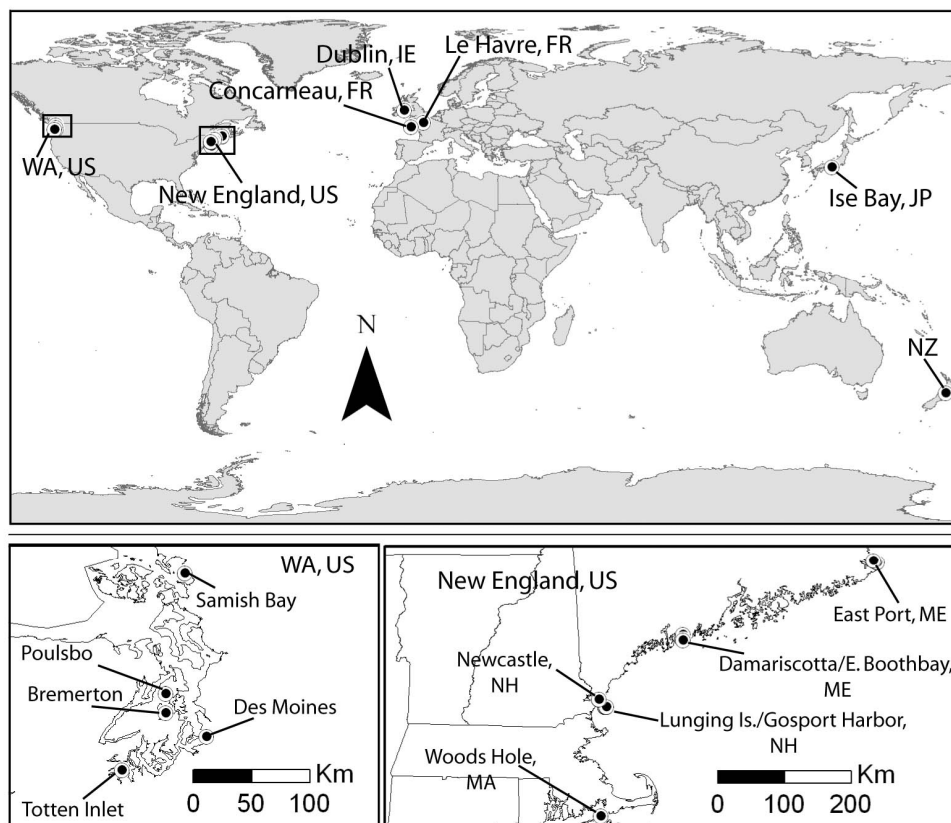 Le Havre, FR
Dublin, IE
Concarneau, FR
WA, US
New England, US
Ise Bay, JP
N
NZ
WA, US
Samish Bay
Poulsbo
Bremerton
Des Moines
Totten Inlet
Km
0 50 100
New England, US
East Port, ME
Damariscotta/E. Boothbay,
ME
Newcastle,
NH
Lunging Is./Gosport Harbor,
NH
Woods Hole,
MA
Km
0 100 200